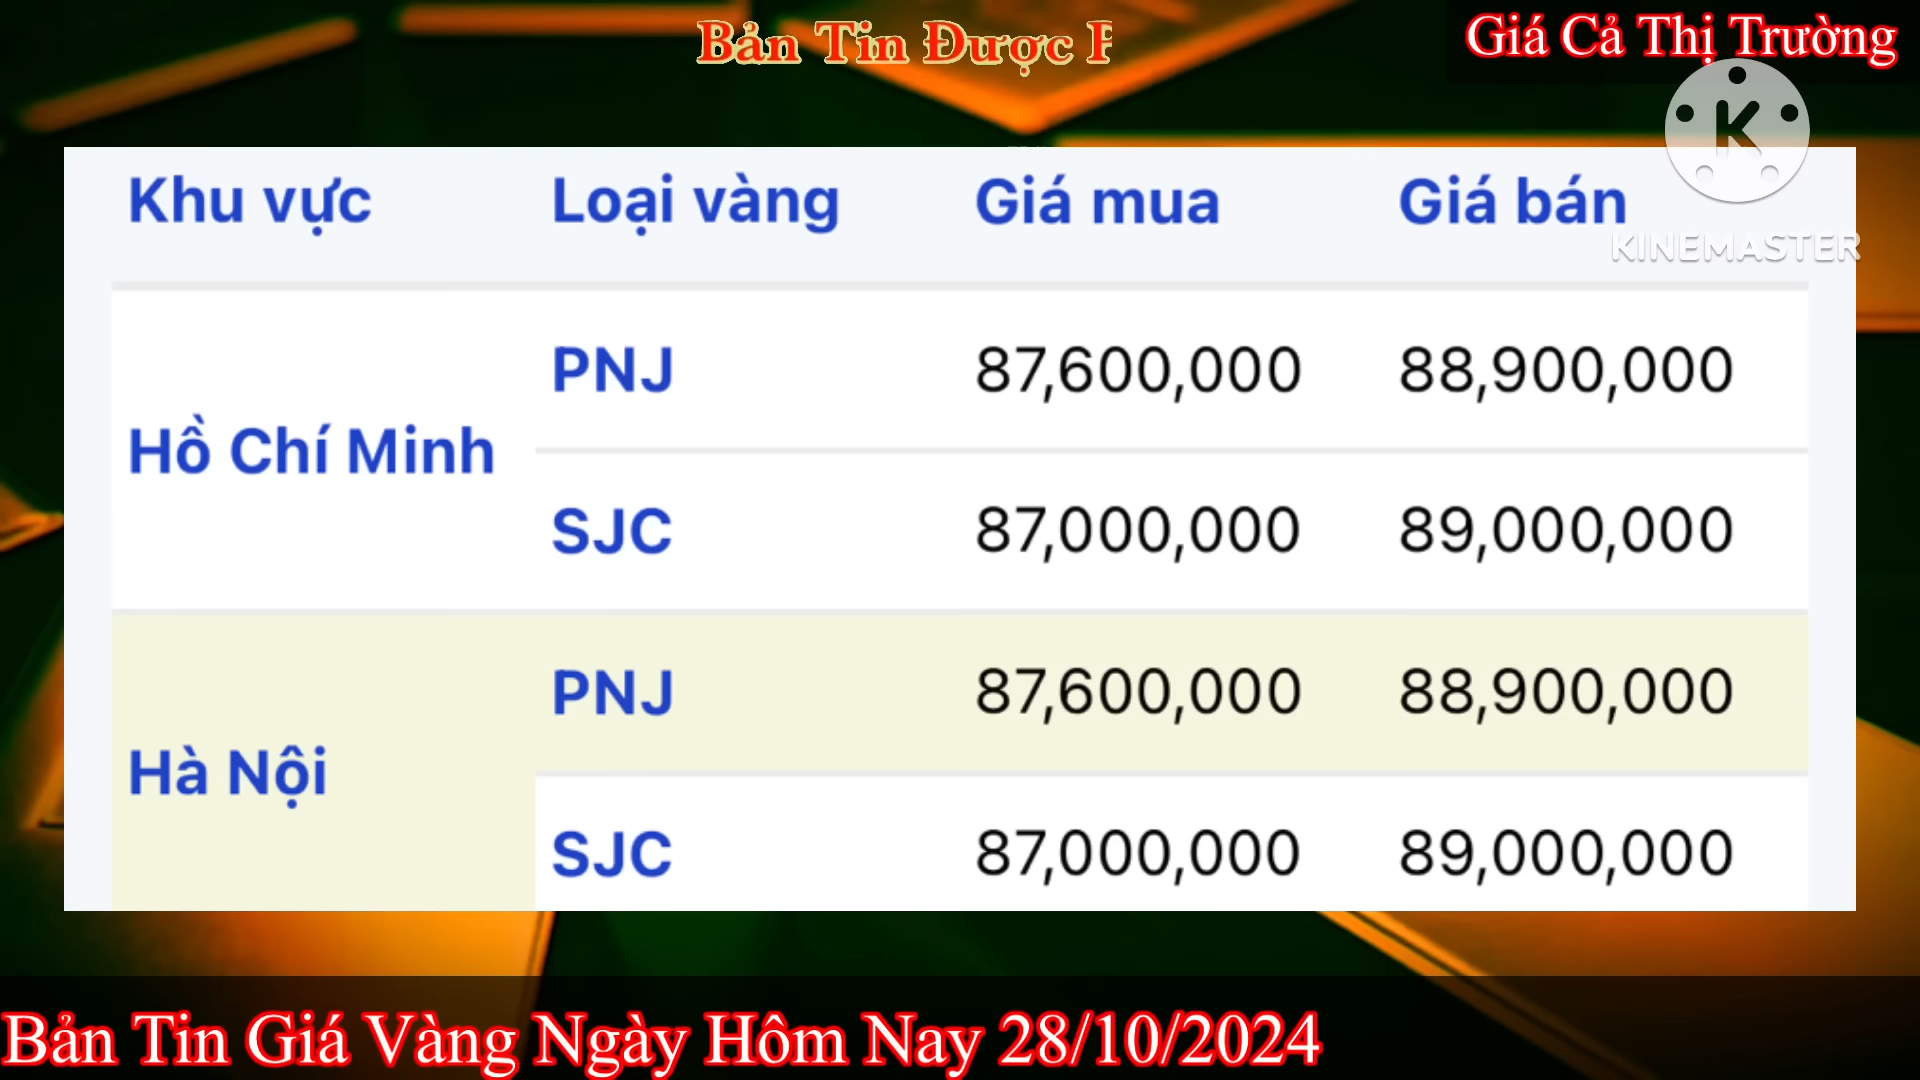 Bản Tin Được
Giá Cả Thị Trường
K
KINEMASTER
Khu vực Loại vàng Giá mua Giá bán
Hồ Chí Minh PNJ 87,600,000 88,900,000
SJC 87,000,000 89,000,000
Hà Nội PNJ 87,600,000 88,900,000
SJC 87,000,000 89,000,000
Bản Tin Giá Vàng Ngày Hôm Nay 28/10/2024